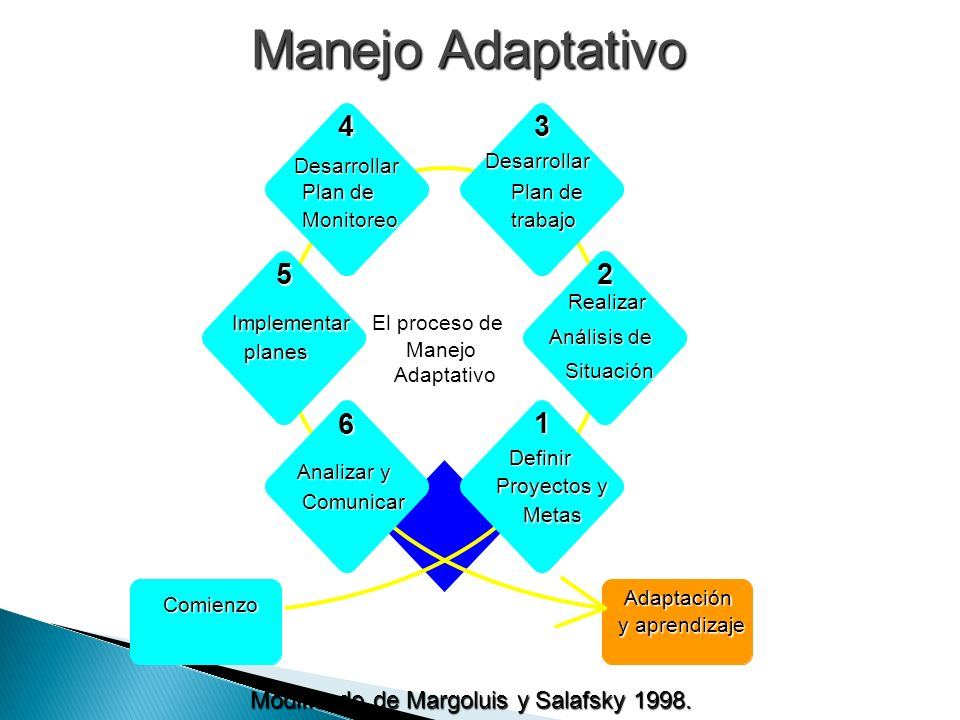 Manejo Adaptativo
4
Desarrollar
Plan de
Monitoreo
3
Desarrollar
Plan de
trabajo
5
Implementar
planes
El proceso de
Manejo
Adaptativo
2
Realizar
Análisis de
Situación
6
Analizar y
Comunicar
1
Definir
Proyectos y
Metas
Comienzo
Adaptación
y aprendizaje
de Margoluis y Salafsky 1998.